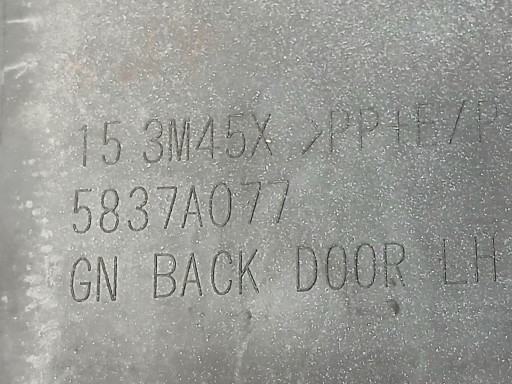 15 3M45X >PP+E/P
5837A077
GN BACK DOOR LH